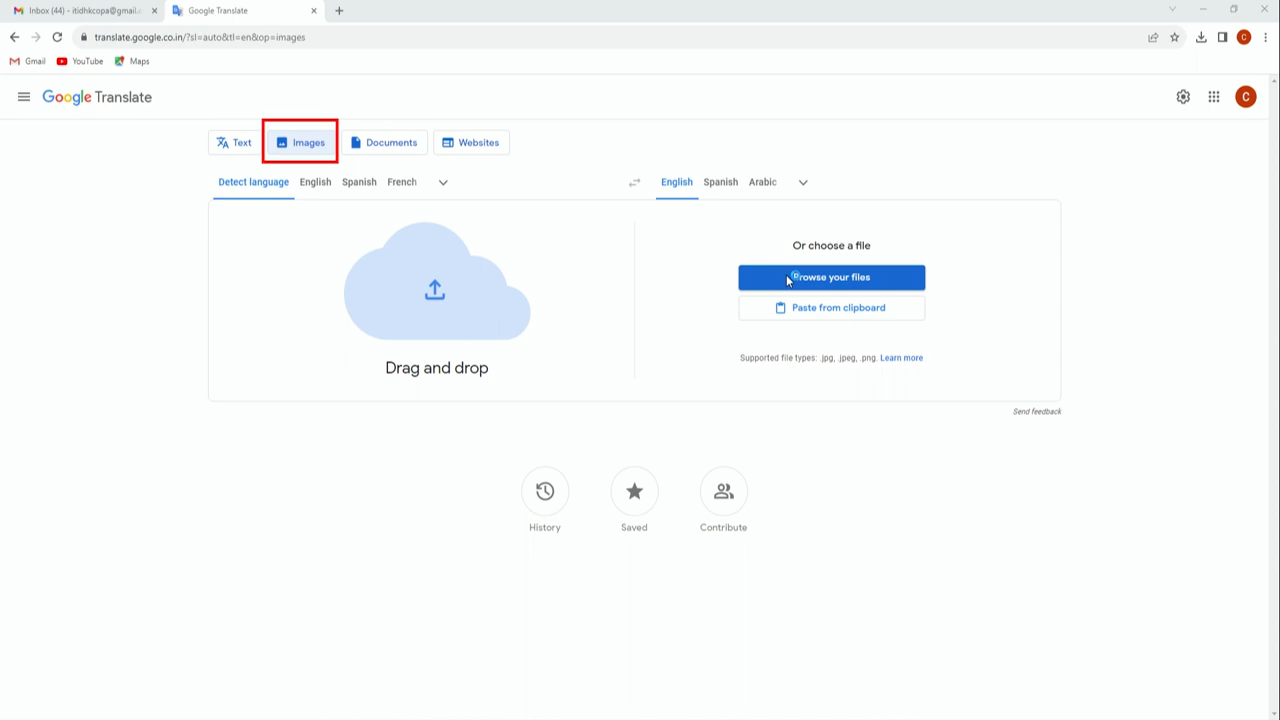 Inbox (44) - itidhkcopa@gmail.c
Google Translate
translate.google.co.in/?sl=auto&tl=en&op=images
C
Gmail YouTube Maps
Google Translate
C
Text Images Documents Websites
Detect language English Spanish French
English Spanish Arabic
Or choose a file
Browse your files
Paste from clipboard
Supported file types: .jpg, .jpeg, .png. Learn more
Drag and drop
Send feedback
History Saved Contribute